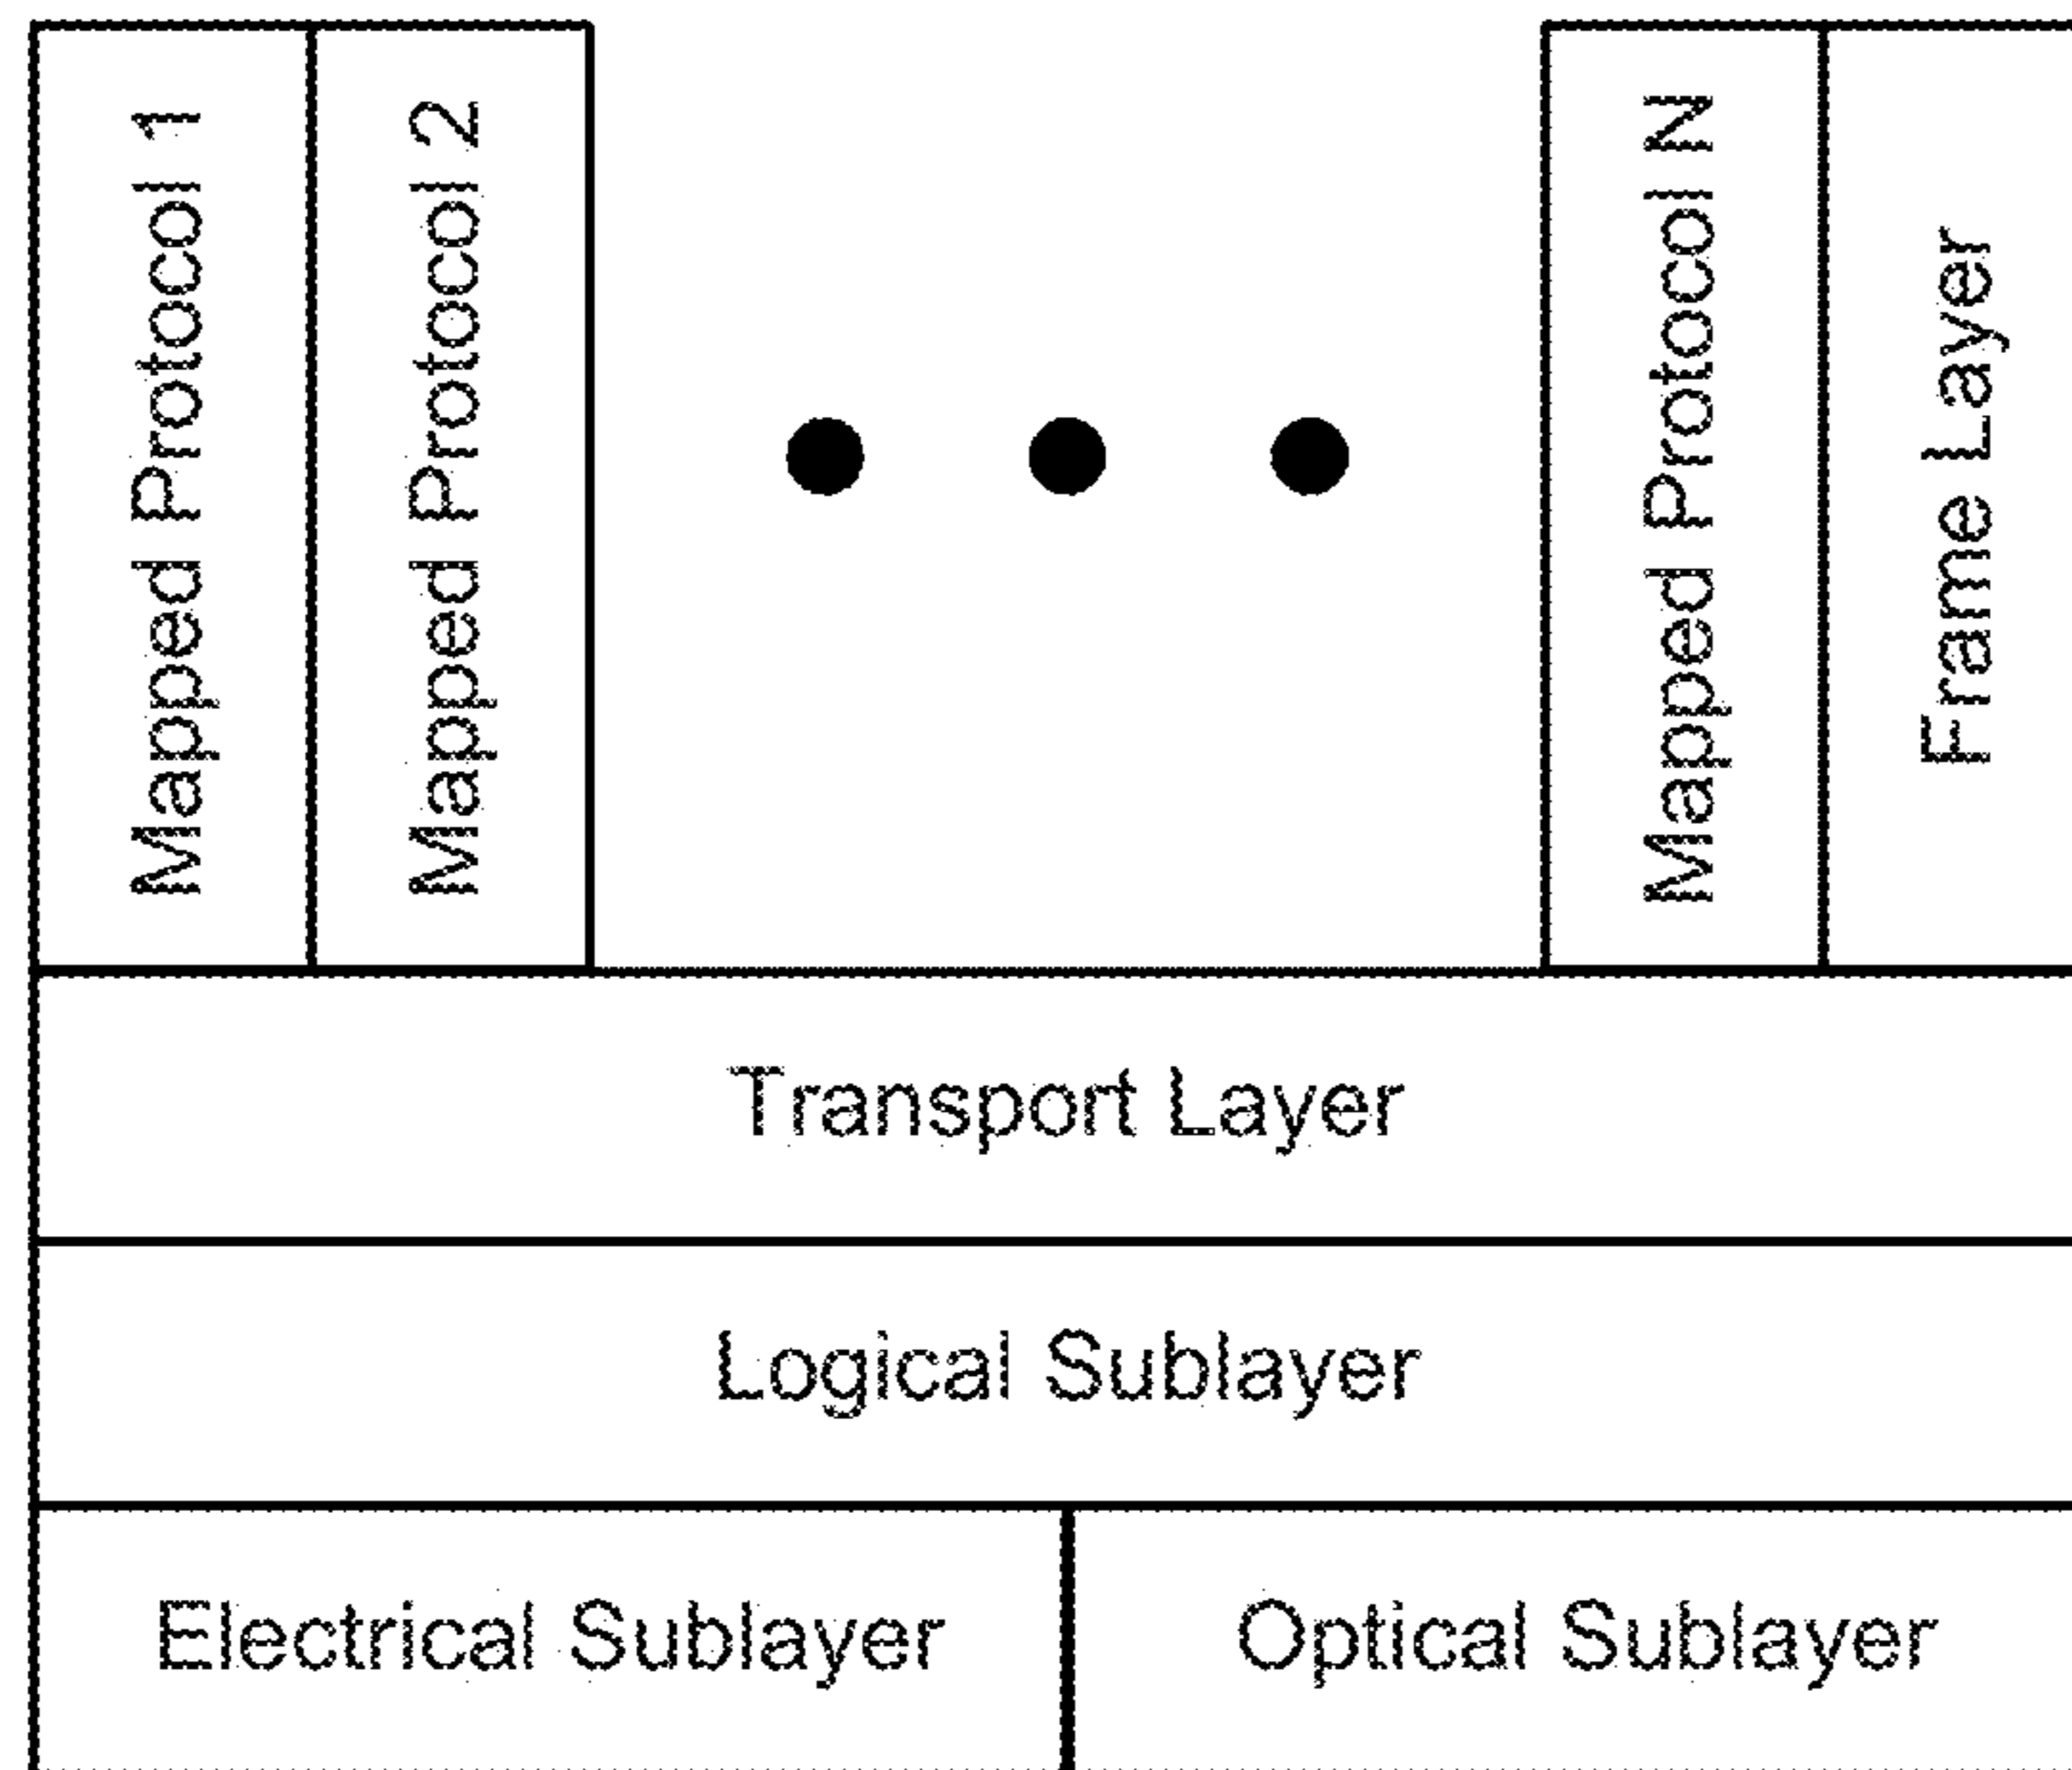 Mapped Protocol 1
Mapped Protocol 2
Mapped Protocol N
Frame Layer
Transport Layer
Logical Sublayer
Electrical Sublayer
Optical Sublayer